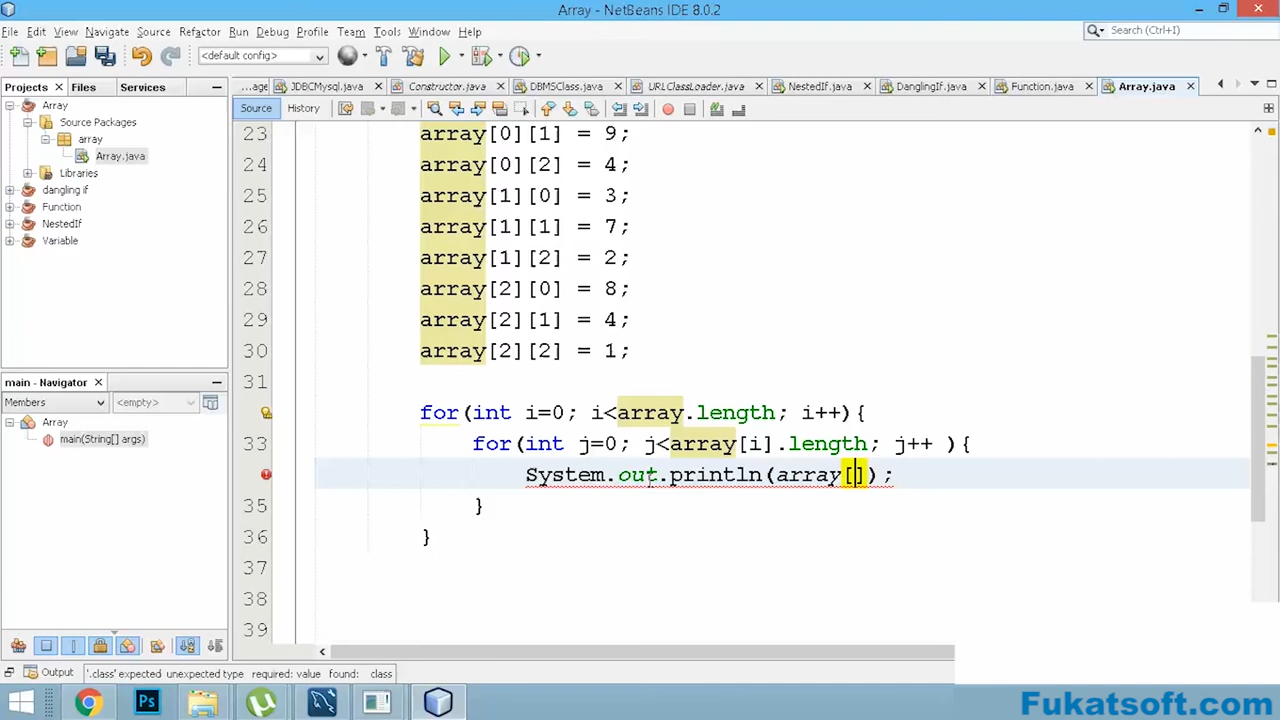 Array - NetBeans IDE 8.0.2
File Edit View Navigate Source Refactor Run Debug Profile Team Tools Window Help
<default config>
Search (Ctrl+I)
Projects Files Services
...age JDBCMysql.java Constructor.java DBMSClass.java URLClassLoader.java NestedIf.java DanglingIf.java Function.java Array.java
Source History
Array
Source Packages
array
Array.java
Libraries
dangling if
Function
NestedIf
Variable
main - Navigator
Members <empty>
Array
main(String[] args)
23 array[0][1] = 9;
24 array[0][2] = 4;
25 array[1][0] = 3;
26 array[1][1] = 7;
27 array[1][2] = 2;
28 array[2][0] = 8;
29 array[2][1] = 4;
30 array[2][2] = 1;
31
for(int i=0; i<array.length; i++){
33 for(int j=0; j<array[i].length; j++ ){
System.out.println(array[]);
35 }
36 }
37
38
39
Output '.class' expected unexpected type required: value found: class
Ps
Fukatsoft.com